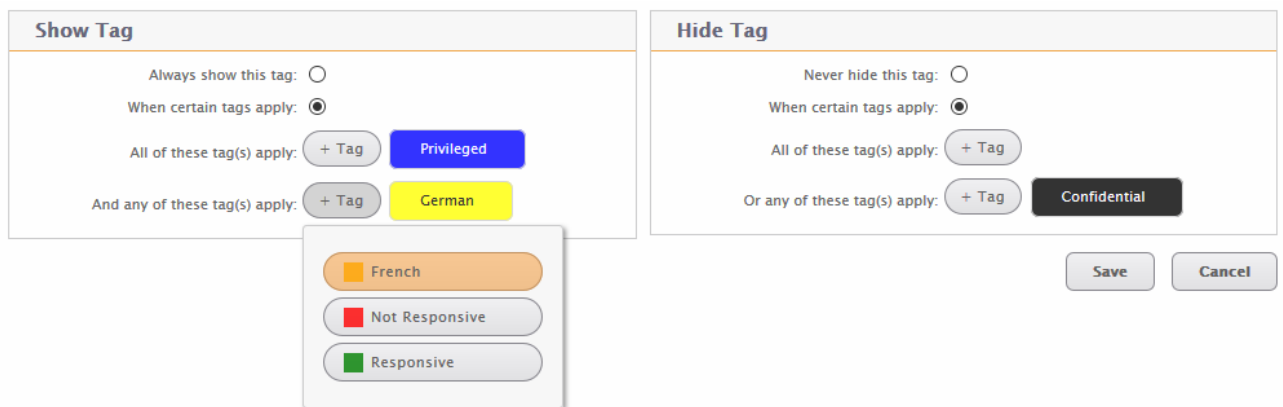 Show Tag
Always show this tag:
When certain tags apply:
All of these tag(s) apply: + Tag Privileged
And any of these tag(s) apply: + Tag German
French
Not Responsive
Responsive
Hide Tag
Never hide this tag:
When certain tags apply:
All of these tag(s) apply: + Tag
Or any of these tag(s) apply: + Tag Confidential
Save Cancel